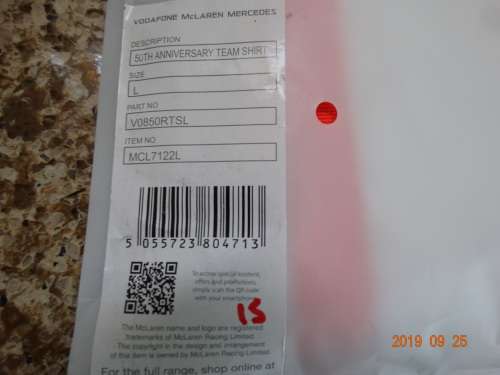 VODAFONE McLAREN MERCEDES
DESCRIPTION
50TH ANNIVERSARY TEAM SHIRT
SIZE
L
PART NO
V0850RTSL
ITEM NO
MCL7122L
5 055723 804713
To access special content,
offers and promotions,
simply scan the QR code
with your smartphone
15
The McLaren name and logo are registered
trademarks of McLaren Racing Limited.
The copyright in the design and arrangement
of this item is owned by McLaren Racing Limited.
For the full range, shop online at
2019 09 25